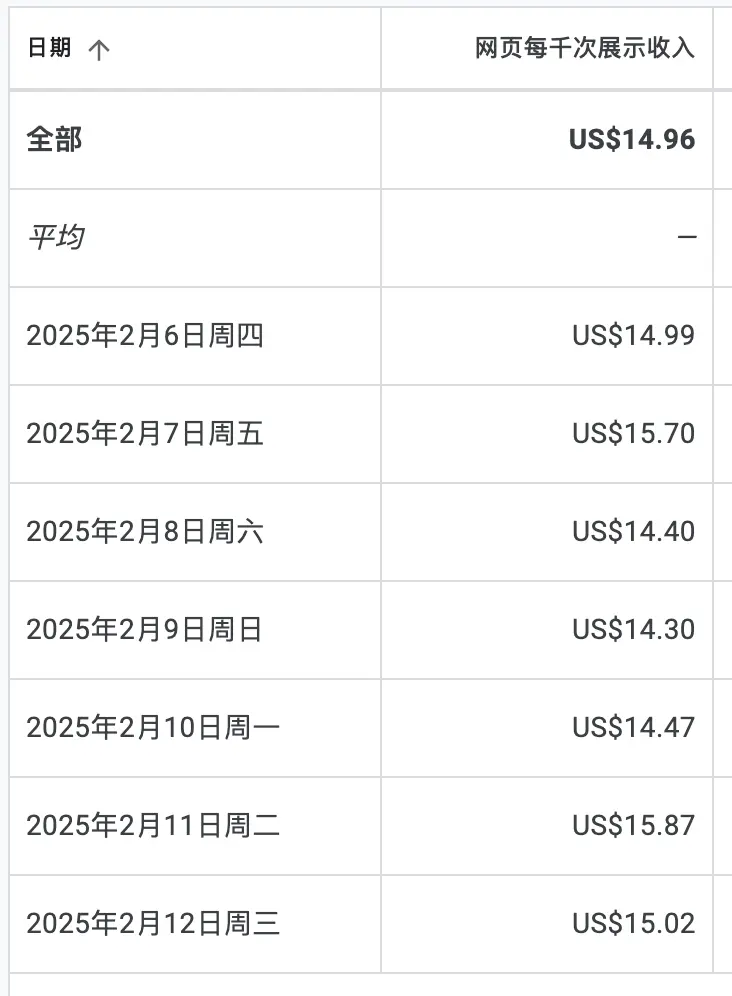 日期 ↑ 网页每千次展示收入
全部 US$14.96
平均 —
2025年2月6日周四 US$14.99
2025年2月7日周五 US$15.70
2025年2月8日周六 US$14.40
2025年2月9日周日 US$14.30
2025年2月10日周一 US$14.47
2025年2月11日周二 US$15.87
2025年2月12日周三 US$15.02